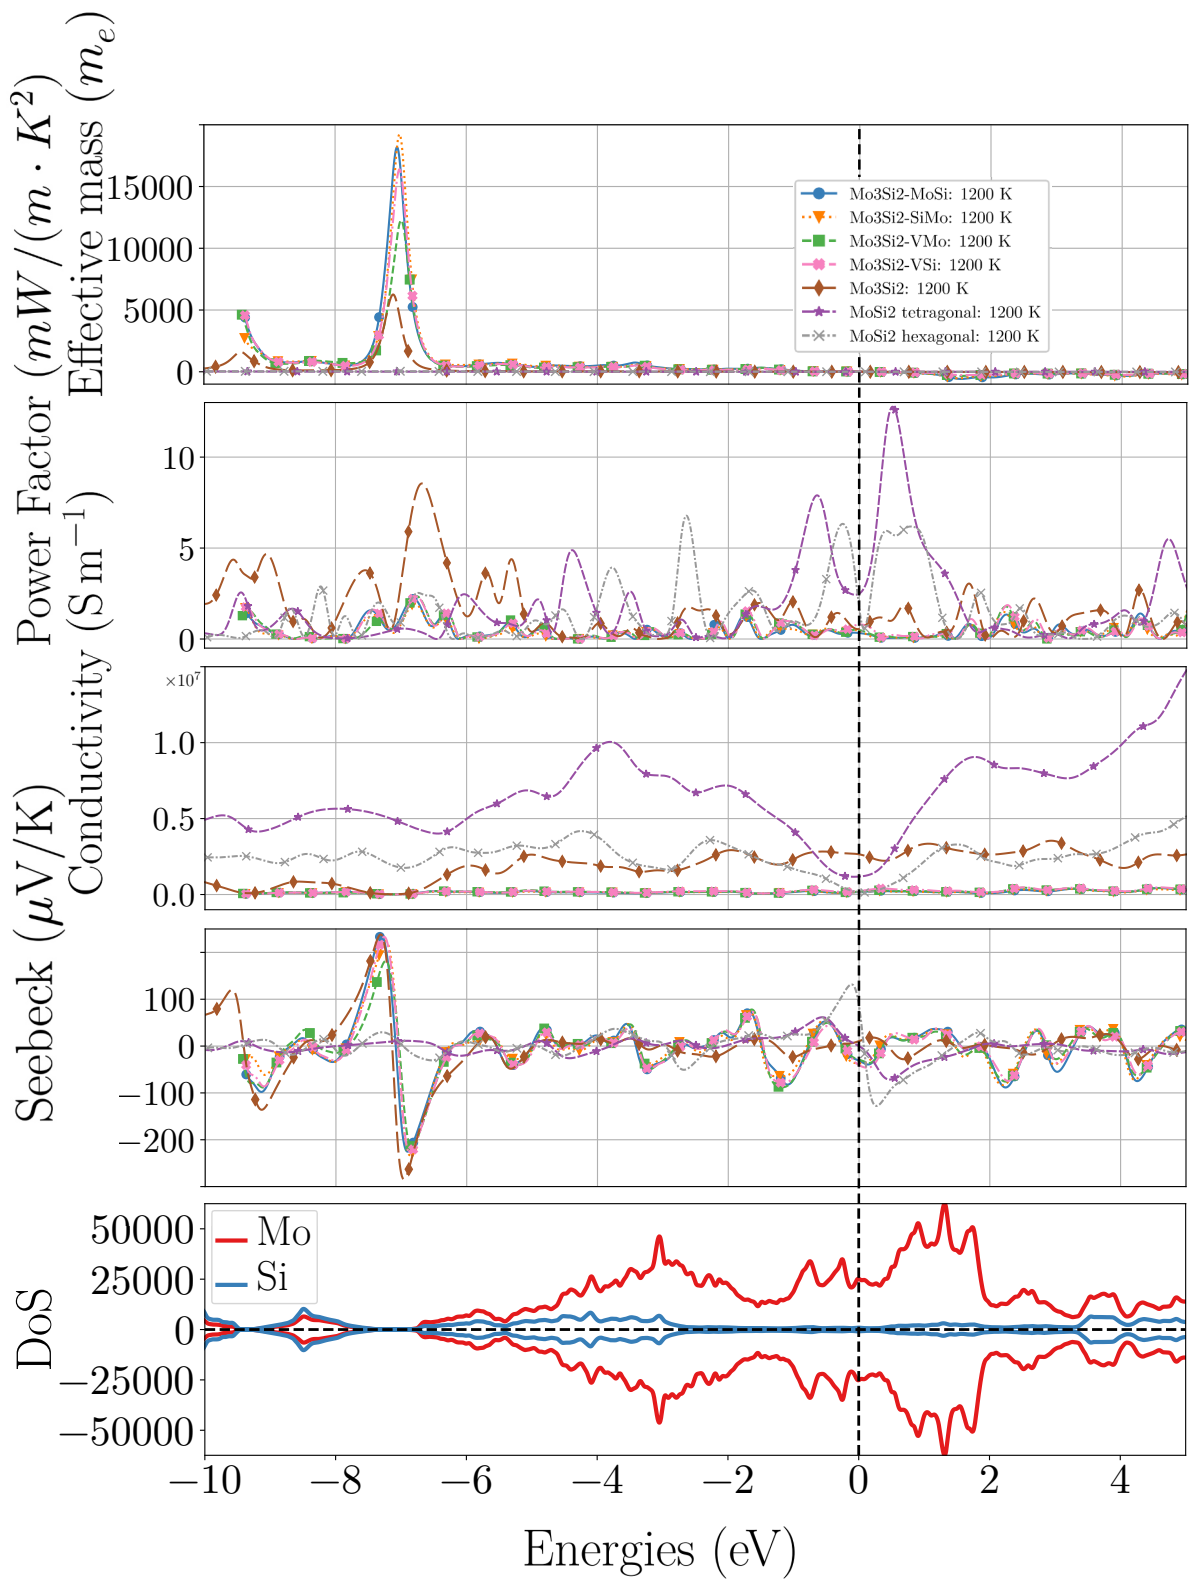 Effective mass (m_e)
15000
10000
5000
0
Mo3Si2-MoSi: 1200 K
Mo3Si2-SiMo: 1200 K
Mo3Si2-VMo: 1200 K
Mo3Si2-VSi: 1200 K
Mo3Si2: 1200 K
MoSi2 tetragonal: 1200 K
MoSi2 hexagonal: 1200 K
Power Factor (mW/(m · K²)
10
5
0
Conductivity (S m⁻¹)
×10⁷
1.0
0.5
0.0
Seebeck (μV/K)
100
0
−100
−200
DoS
Mo
Si
50000
25000
0
−25000
−50000
−10 −8 −6 −4 −2 0 2 4
Energies (eV)